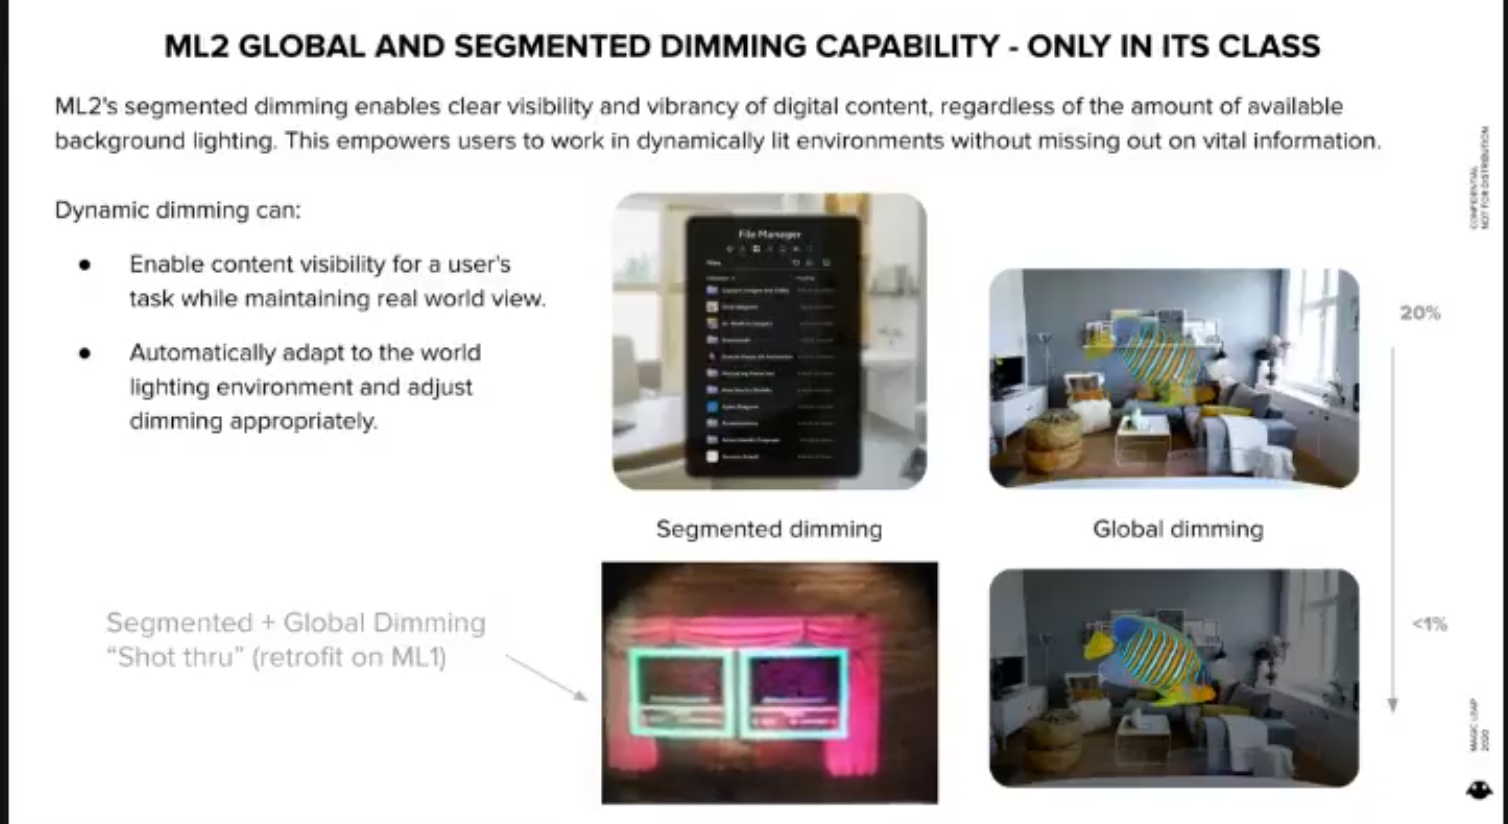 ML2 GLOBAL AND SEGMENTED DIMMING CAPABILITY - ONLY IN ITS CLASS
ML2's segmented dimming enables clear visibility and vibrancy of digital content, regardless of the amount of available
background lighting. This empowers users to work in dynamically lit environments without missing out on vital information.
Dynamic dimming can:
● Enable content visibility for a user's
task while maintaining real world view.
● Automatically adapt to the world
lighting environment and adjust
dimming appropriately.
File Manager
Segmented dimming
Global dimming
20%
<1%
Segmented + Global Dimming
“Shot thru” (retrofit on ML1)
CONFIDENTIAL
NOT FOR DISTRIBUTION
MAGIC LEAP
2020